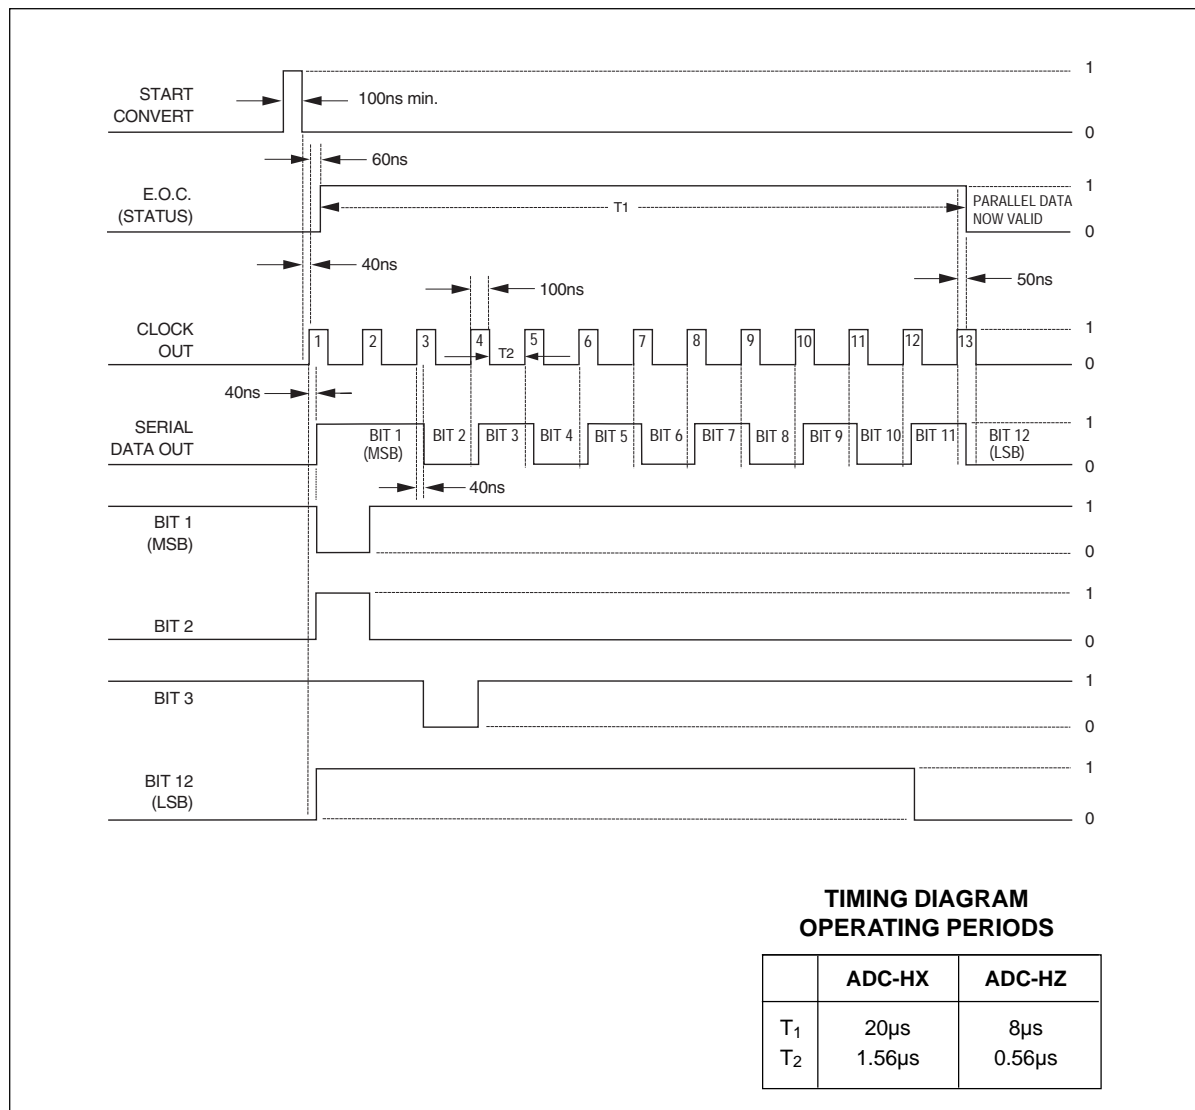 1
START
CONVERT
100ns min.
0
60ns
1
E.O.C.
(STATUS)
T1
PARALLEL DATA
NOW VALID
0
40ns
50ns
100ns
CLOCK
OUT
1 2 3 4 5 6 7 8 9 10 11 12 13
1
T2
0
40ns
SERIAL
DATA OUT
1
BIT 1
(MSB)
BIT 2 BIT 3 BIT 4 BIT 5 BIT 6 BIT 7 BIT 8 BIT 9 BIT 10 BIT 11
BIT 12
(LSB)
0
40ns
BIT 1
(MSB)
1
0
BIT 2
1
0
BIT 3
1
0
BIT 12
(LSB)
1
0
TIMING DIAGRAM
OPERATING PERIODS
ADC-HX ADC-HZ
T1 20µs 8µs
T2 1.56µs 0.56µs